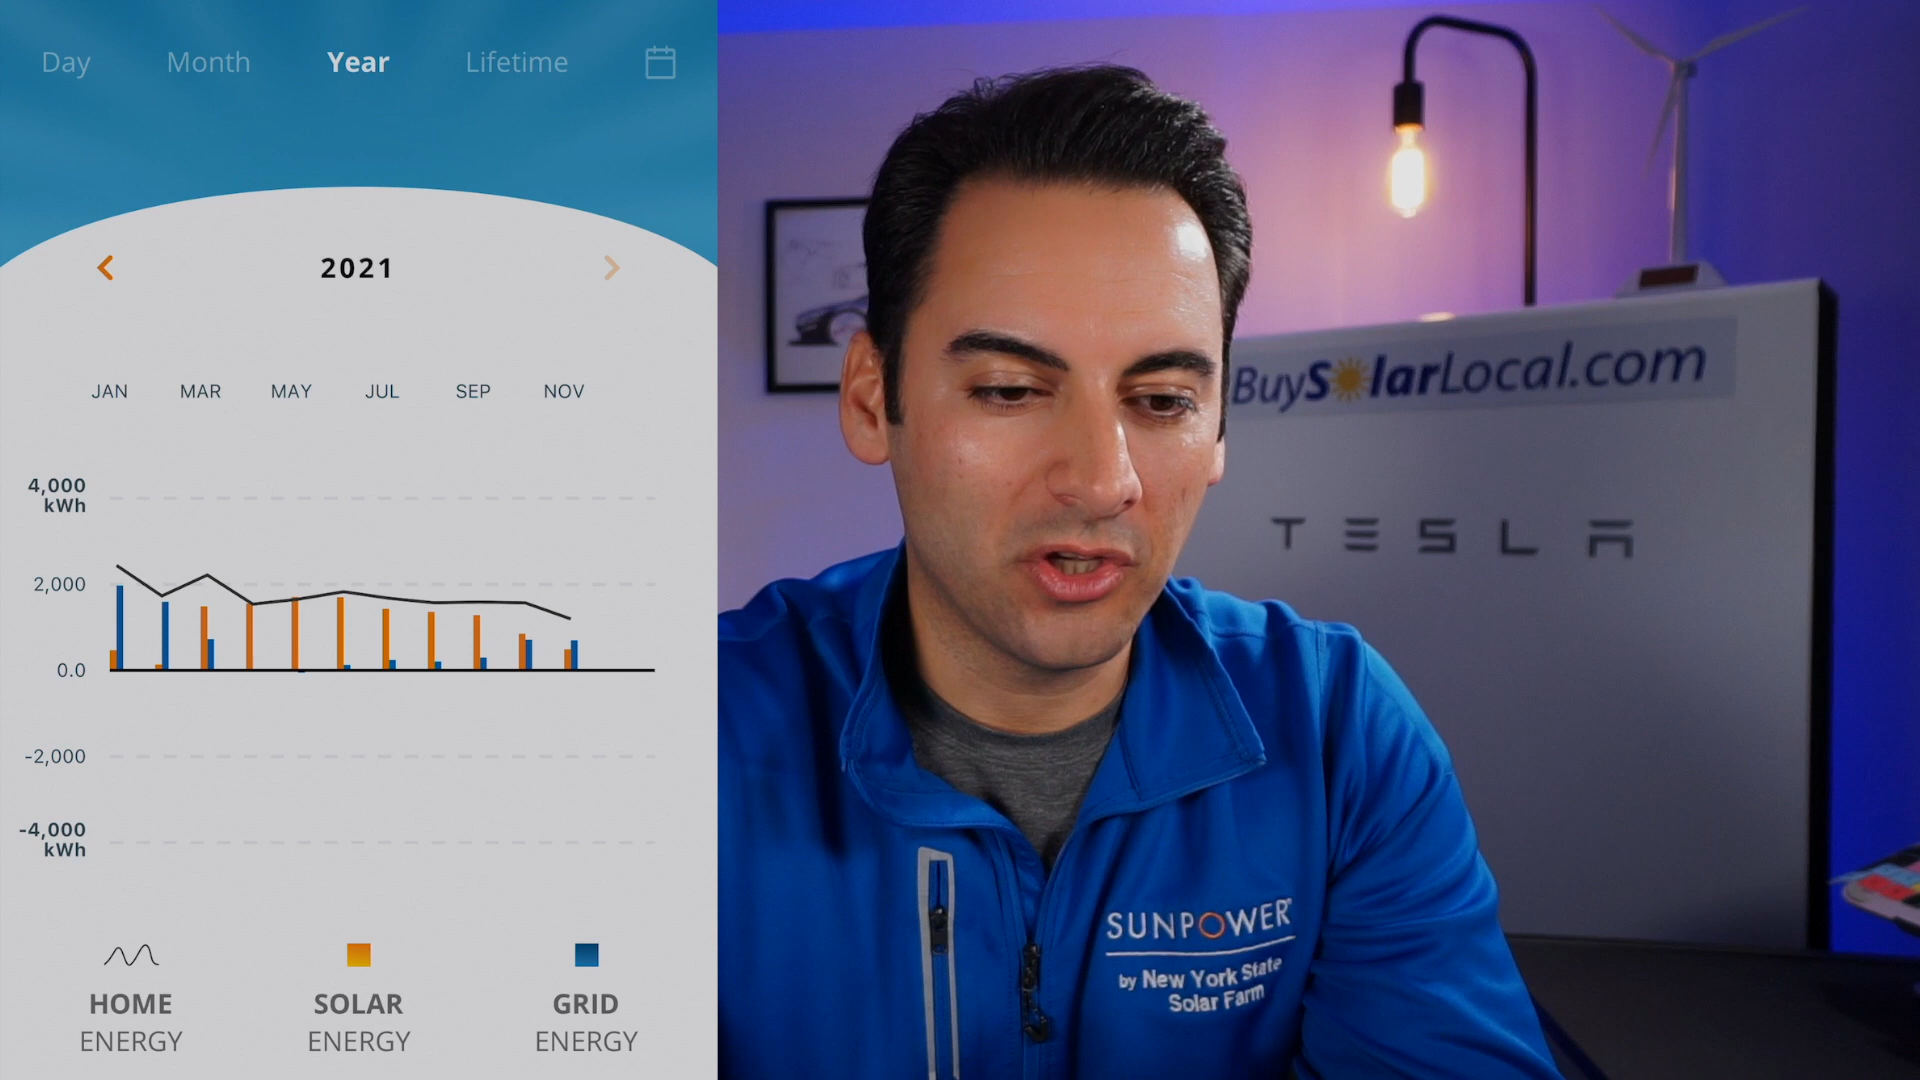 Day Month Year Lifetime
2021
JAN MAR MAY JUL SEP NOV
4,000
kWh
2,000
0.0
-2,000
-4,000
kWh
HOME SOLAR GRID
ENERGY ENERGY ENERGY
BuySolarLocal.com
TESLA
SUNPOWER
by New York State
Solar Farm